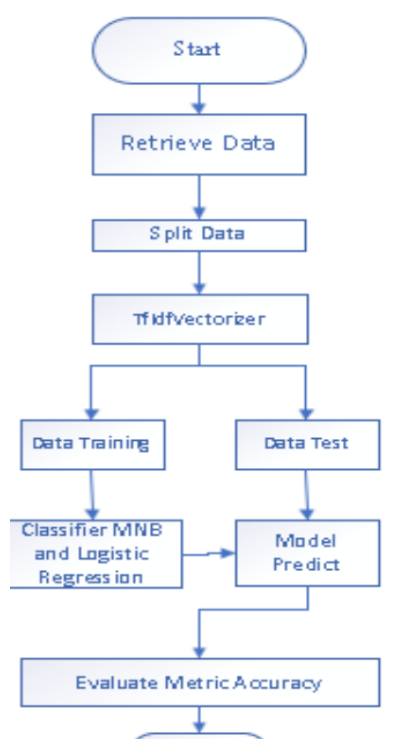 Start
Retrieve Data
Split Data
TfidfVectorizer
Data Training
Data Test
Classifier MNB
and Logistic
Regression
Model
Predict
Evaluate Metric Accuracy